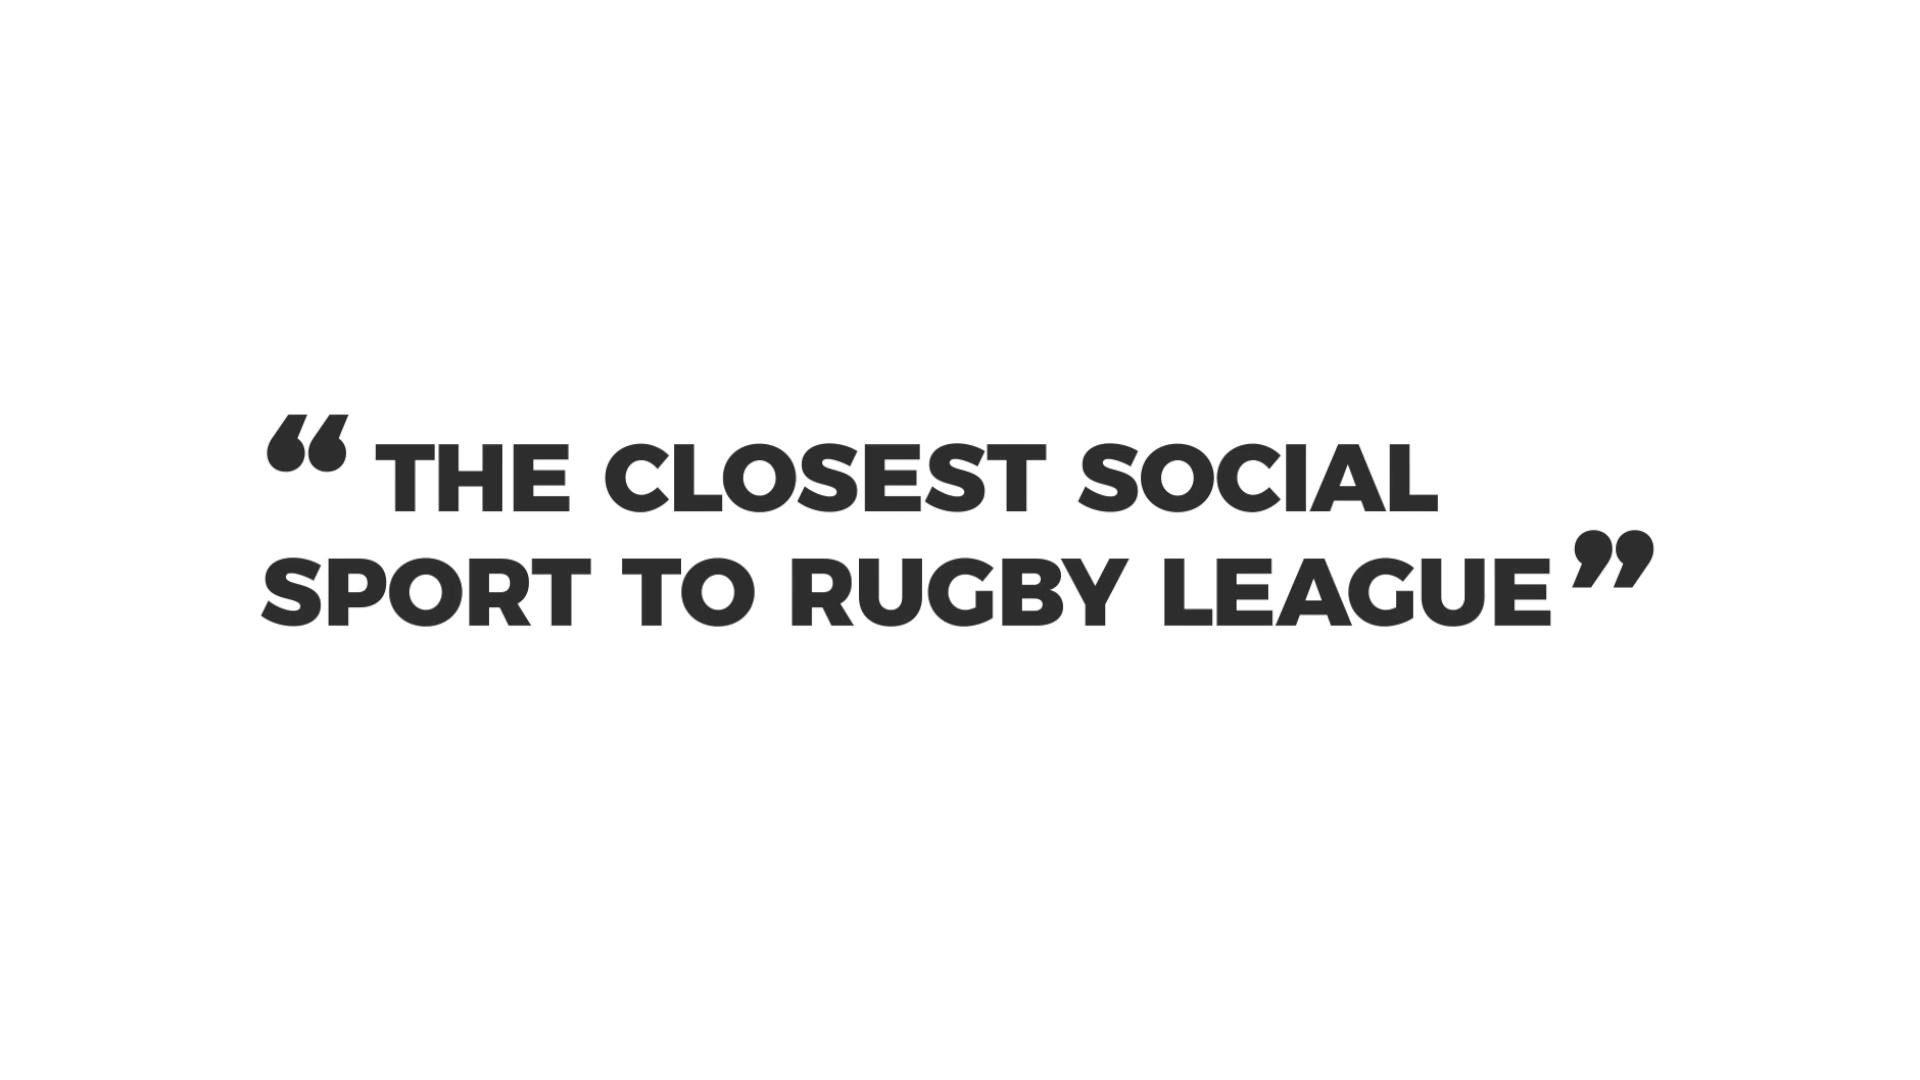 “ THE CLOSEST SOCIAL
SPORT TO RUGBY LEAGUE ”